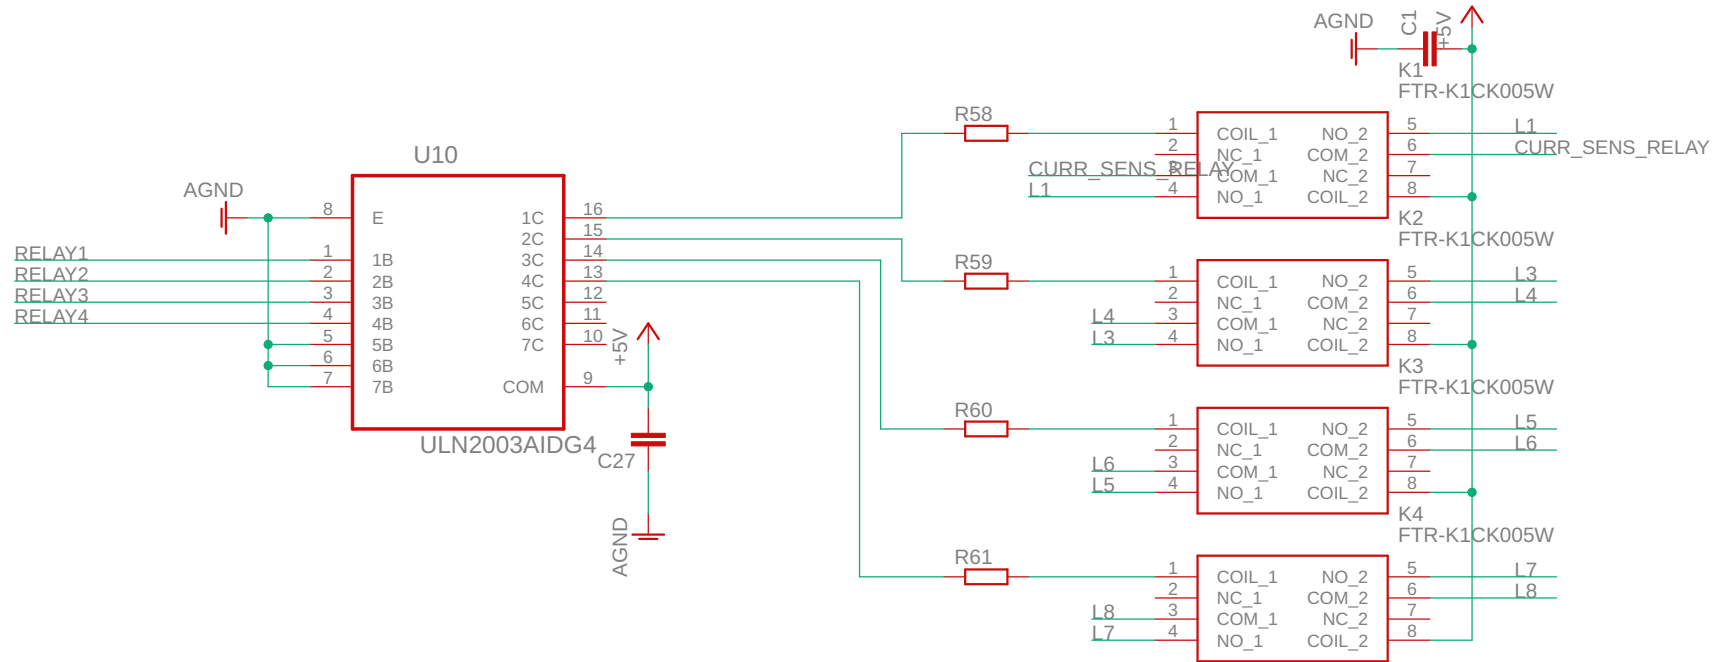 AGND
C1
+5V
K1
FTR-K1CK005W
R58
1 COIL_1 NO_2 5 L1
2 NC_1 COM_2 6 CURR_SENS_RELAY
CURR_SENS_RELAY 3 COM_1 NC_2 7
L1 4 NO_1 COIL_2 8
K2
FTR-K1CK005W
R59
1 COIL_1 NO_2 5 L3
2 NC_1 COM_2 6 L4
L4 3 COM_1 NC_2 7
L3 4 NO_1 COIL_2 8
K3
FTR-K1CK005W
R60
1 COIL_1 NO_2 5 L5
2 NC_1 COM_2 6 L6
L6 3 COM_1 NC_2 7
L5 4 NO_1 COIL_2 8
K4
FTR-K1CK005W
R61
1 COIL_1 NO_2 5 L7
2 NC_1 COM_2 6 L8
L8 3 COM_1 NC_2 7
L7 4 NO_1 COIL_2 8
U10
AGND
8 E 1C 16
2C 15
RELAY1 1 1B 3C 14
RELAY2 2 2B 4C 13
RELAY3 3 3B 5C 12
RELAY4 4 4B 6C 11
5 5B 7C 10
6 6B
7 7B COM 9
+5V
ULN2003AIDG4
C27
AGND